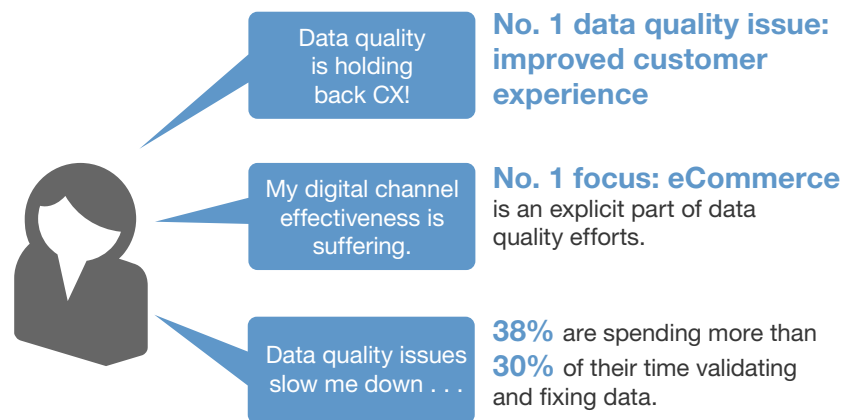 Data quality
is holding
back CX!
No. 1 data quality issue:
improved customer
experience
My digital channel
effectiveness is
suffering.
No. 1 focus: eCommerce
is an explicit part of data
quality efforts.
Data quality issues
slow me down . . .
38% are spending more than
30% of their time validating
and fixing data.